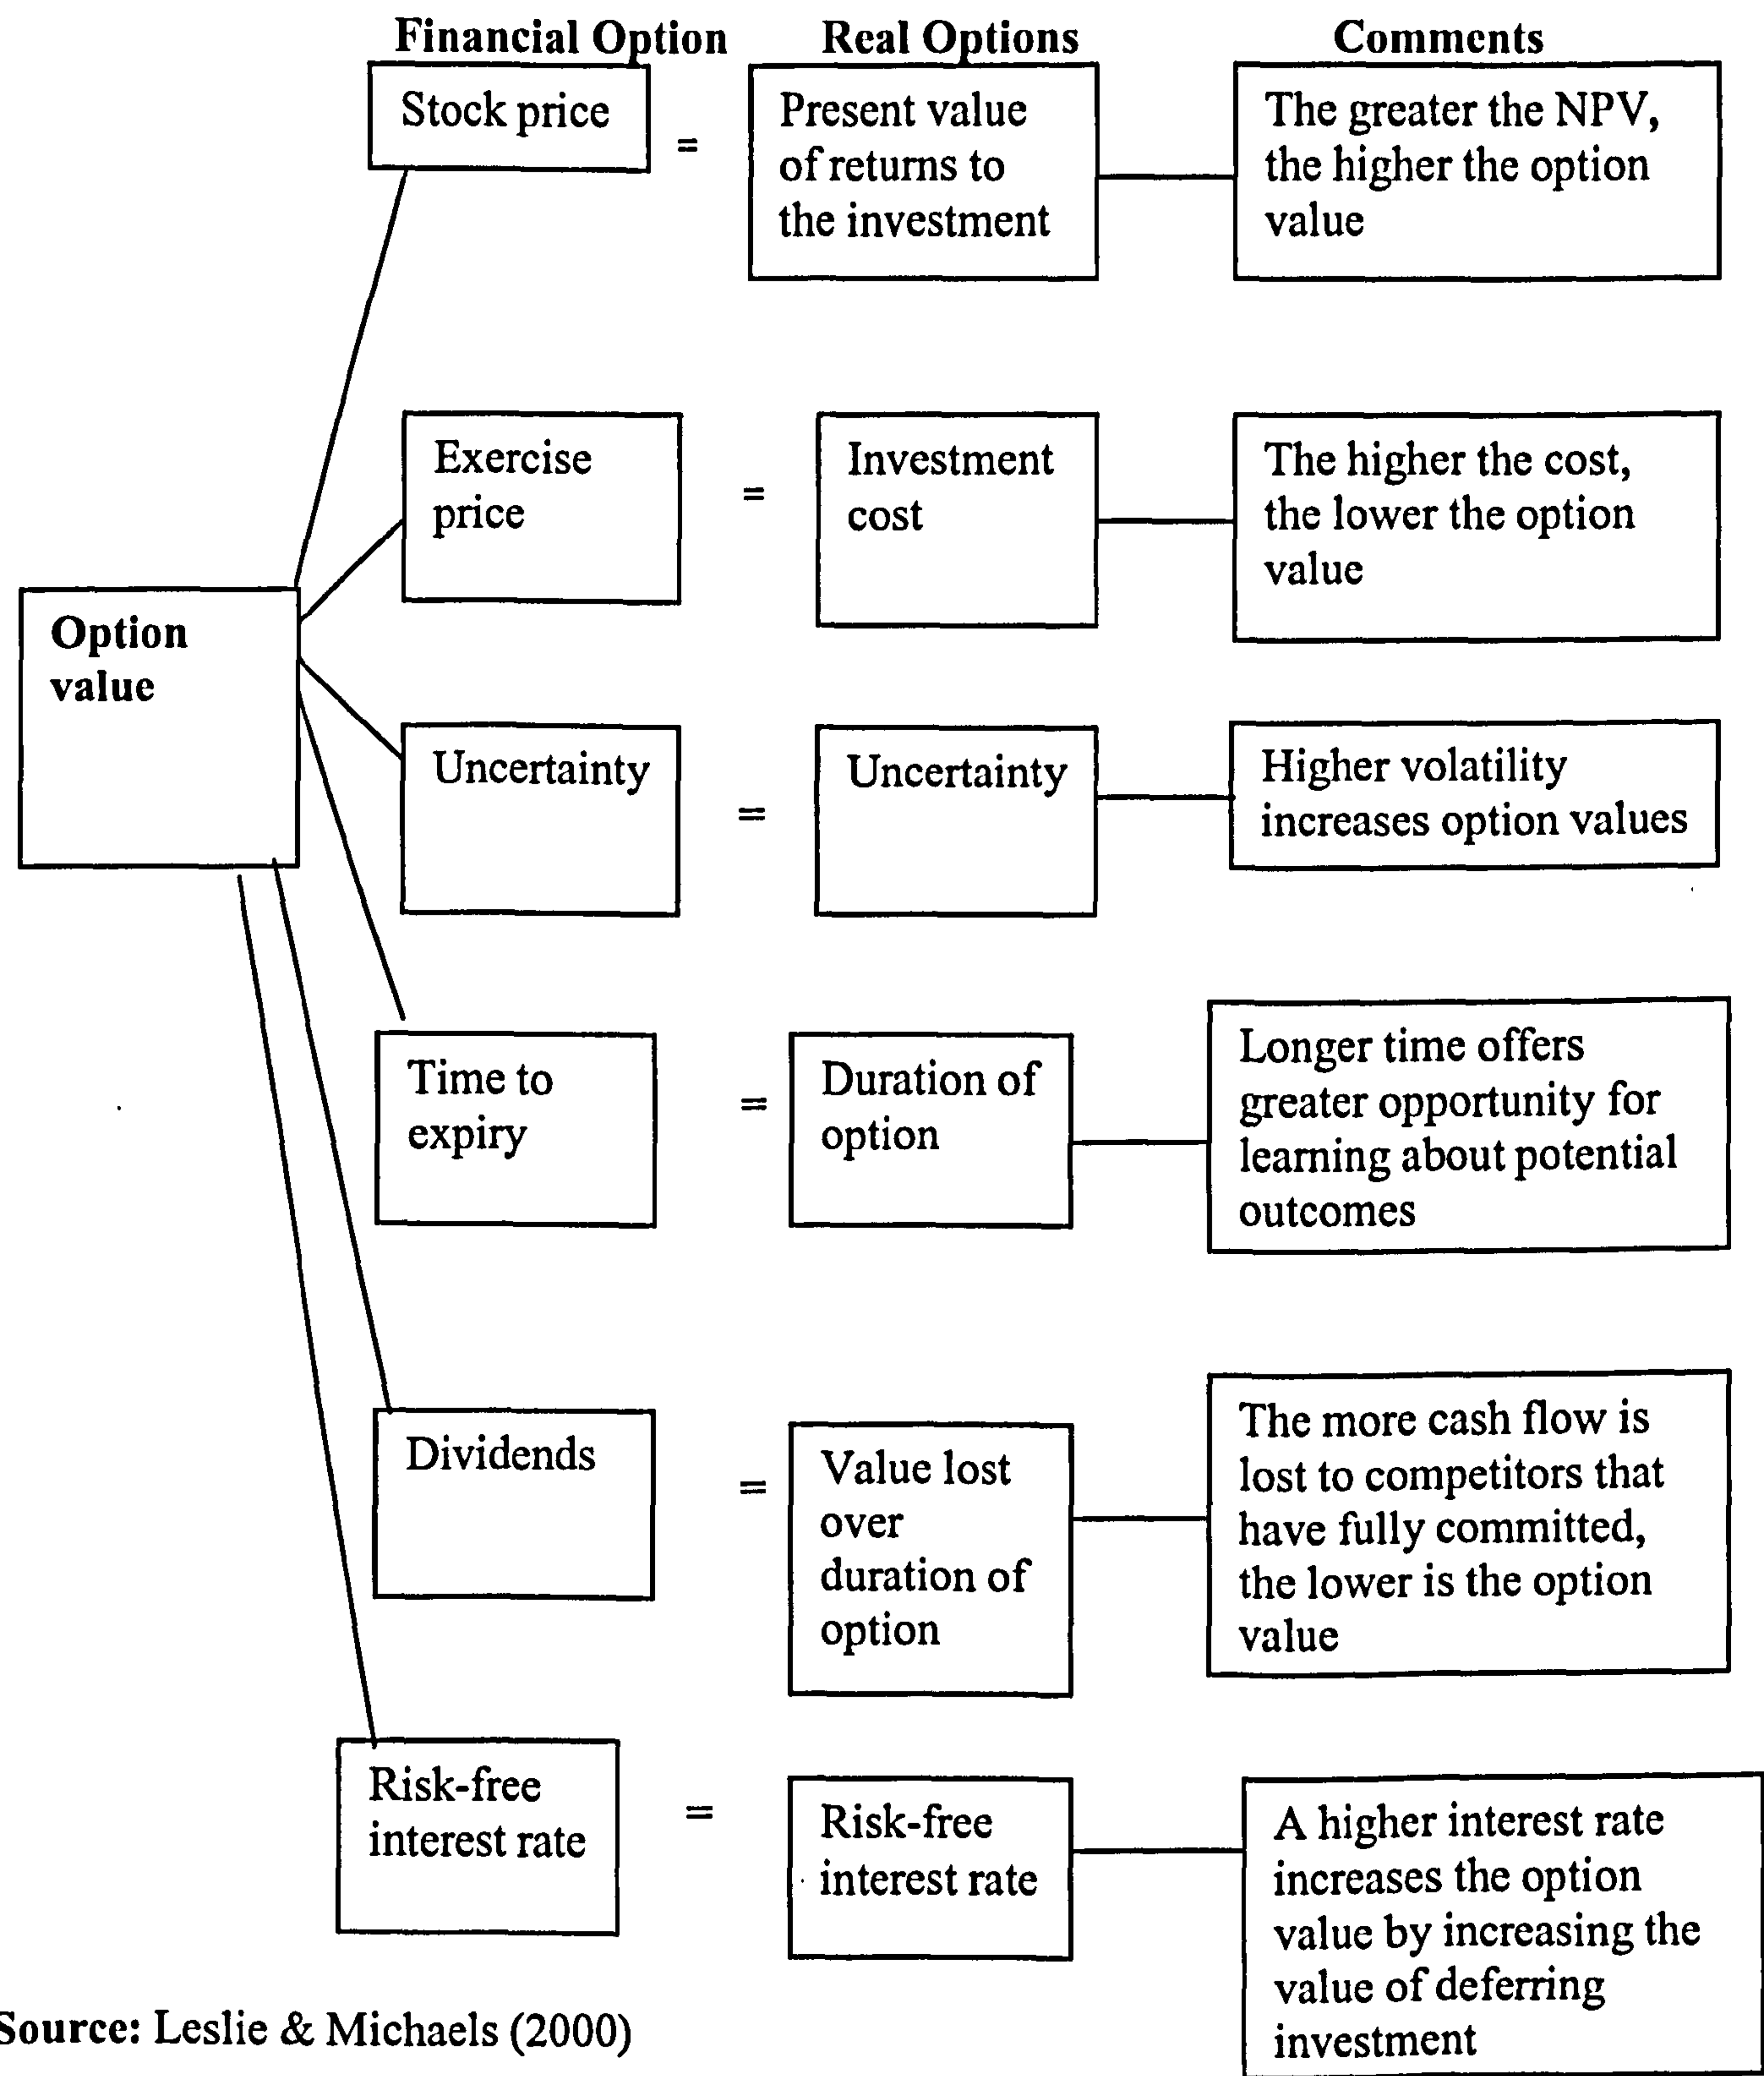 Financial Option
Real Options
Comments
Stock price
=
Present value
of returns to
the investment
The greater the NPV,
the higher the option
value
Exercise
price
=
Investment
cost
The higher the cost,
the lower the option
value
Option
value
Uncertainty
=
Uncertainty
Higher volatility
increases option values
Time to
expiry
=
Duration of
option
Longer time offers
greater opportunity for
learning about potential
outcomes
Dividends
=
Value lost
over
duration of
option
The more cash flow is
lost to competitors that
have fully committed,
the lower is the option
value
Risk-free
interest rate
=
Risk-free
interest rate
A higher interest rate
increases the option
value by increasing the
value of deferring
investment
Source: Leslie & Michaels (2000)